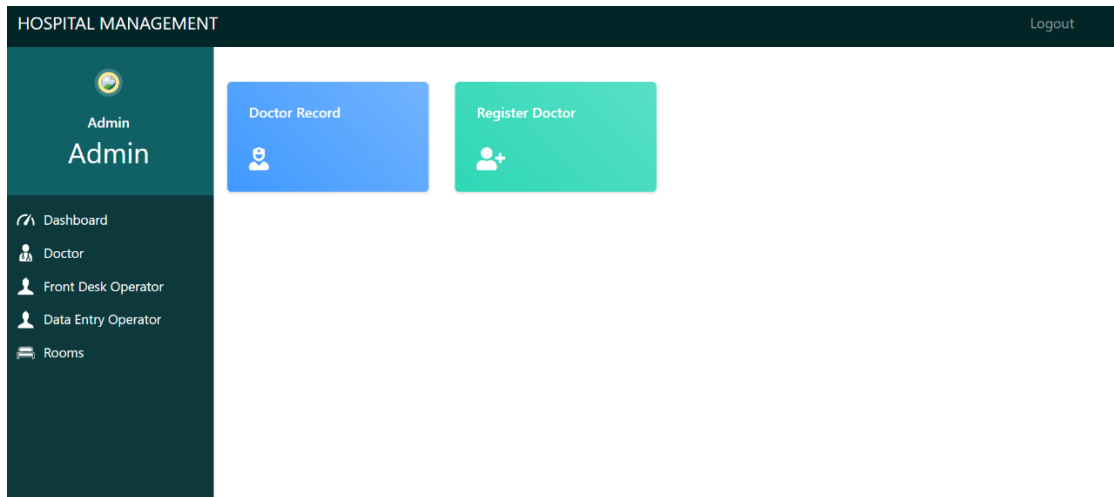 HOSPITAL MANAGEMENT
Logout
Admin
Admin
Dashboard
Doctor
Front Desk Operator
Data Entry Operator
Rooms
Doctor Record
Register Doctor